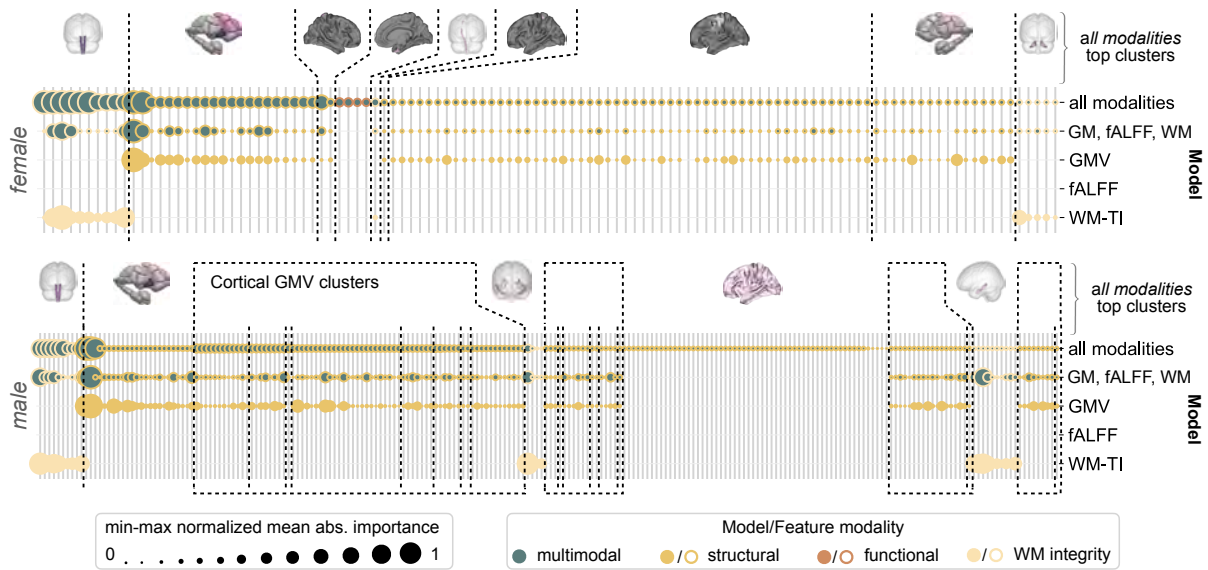 all modalities
top clusters
female
all modalities
GM, fALFF, WM
GMV
fALFF
WM-TI
Model
Cortical GMV clusters
all modalities
top clusters
male
all modalities
GM, fALFF, WM
GMV
fALFF
WM-TI
Model
min-max normalized mean abs. importance
0 1
Model/Feature modality
multimodal / structural / functional / WM integrity